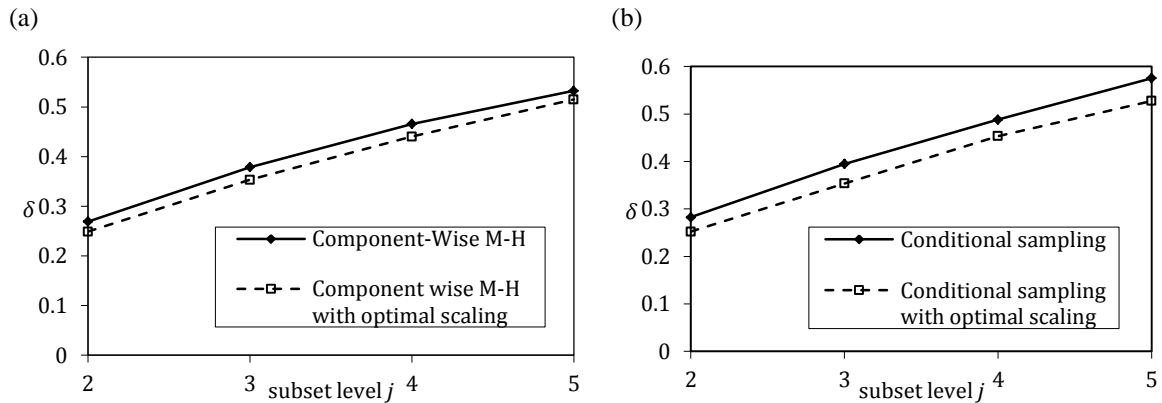 (a)
0.6
0.5
0.4
δ 0.3
0.2
0.1
0
Component-Wise M-H
Component wise M-H
with optimal scaling
2 3 4 5
subset level j
(b)
0.6
0.5
0.4
δ 0.3
0.2
0.1
0
Conditional sampling
Conditional sampling
with optimal scaling
2 3 4 5
subset level j